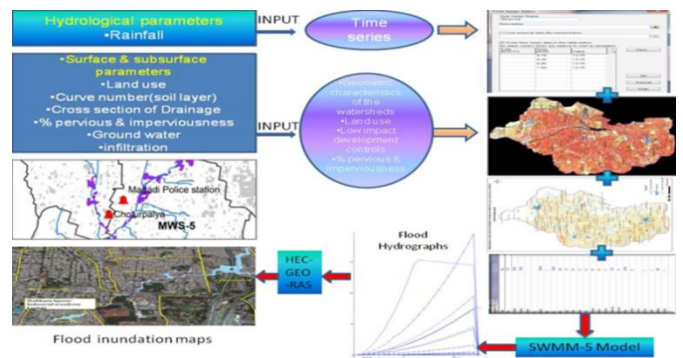 Hydrological parameters
•Rainfall
INPUT
Time
series
•Surface & subsurface
parameters
•Land use
•Curve number(soil layer)
•Cross section of Drainage
•% pervious & imperviousness
•Ground water
•infiltration
INPUT
•Geometric
characteristics
of the
watersheds
•Land use
•Low impact
development
controls
•% pervious &
imperviousness
Magadi Police station
Cholurpalya
MWS-5
Flood
Hydrographs
HEC-
GEO
-RAS
SWMM-5 Model
Flood inundation maps